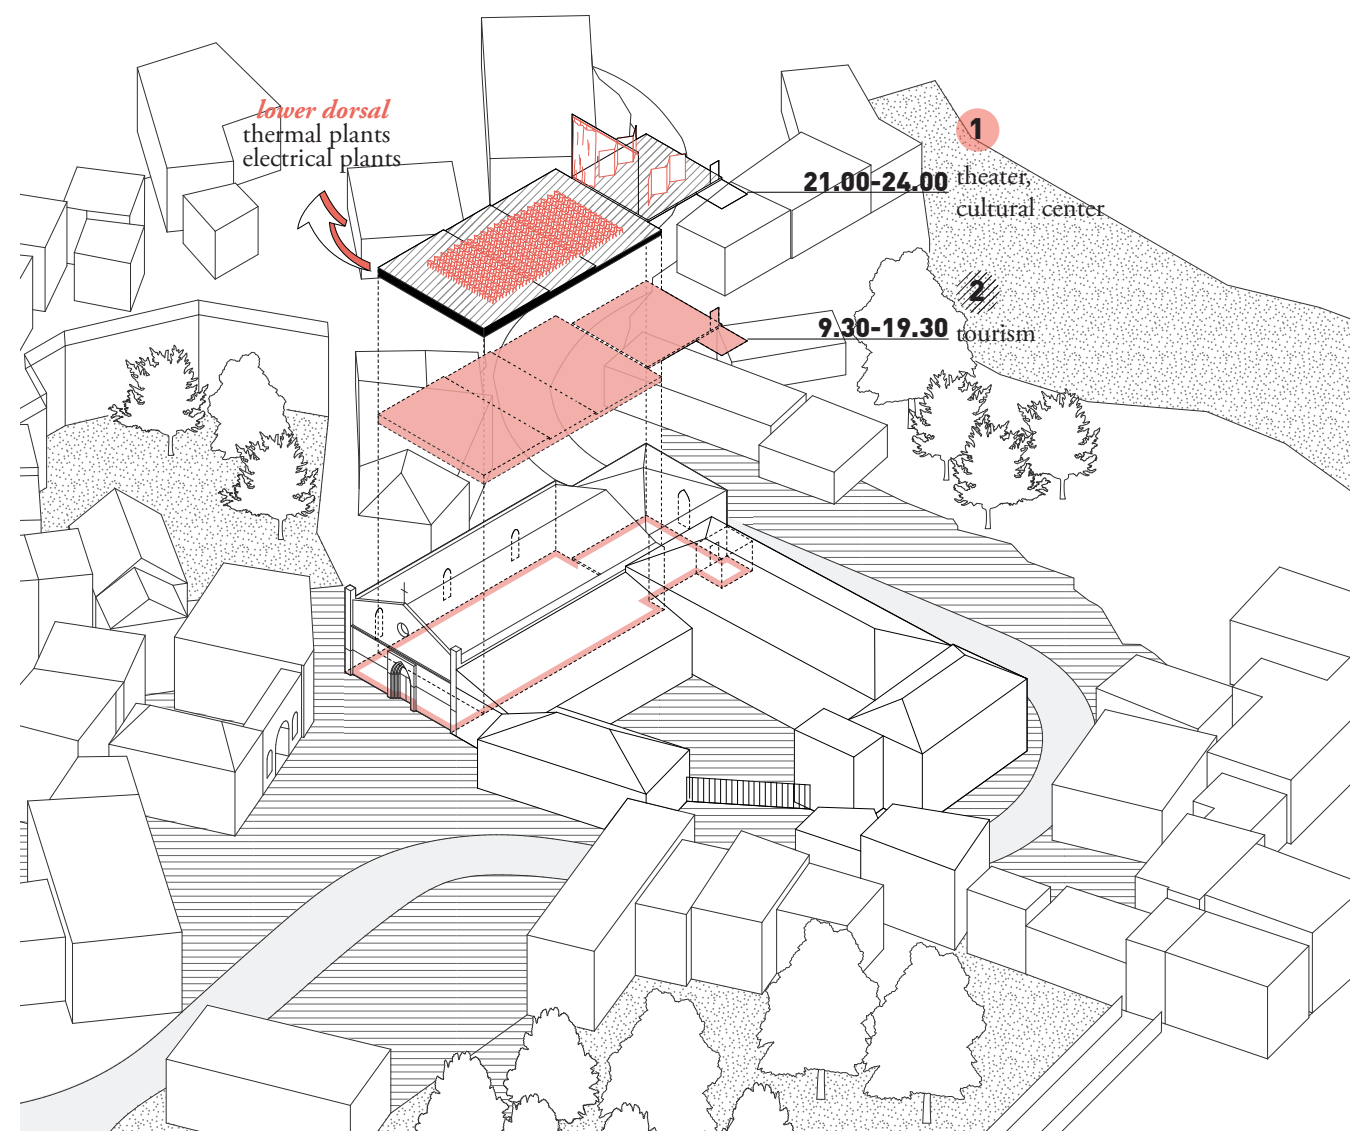 lower dorsal
thermal plants
electrical plants
1
21.00-24.00
theater,
cultural center
2
9.30-19.30
tourism